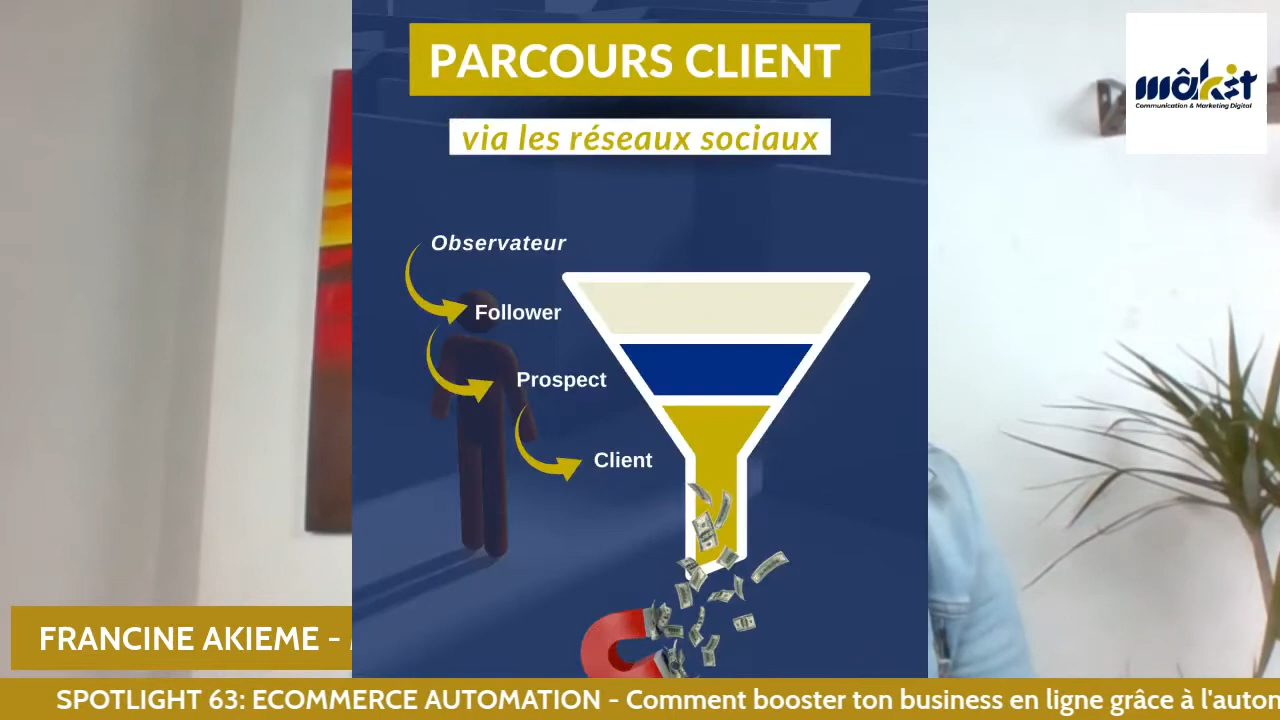 PARCOURS CLIENT
via les réseaux sociaux
mâkit
Communication & Marketing Digital
Observateur
Follower
Prospect
Client
FRANCINE AKIEME -
SPOTLIGHT 63: ECOMMERCE AUTOMATION - Comment booster ton business en ligne grâce à